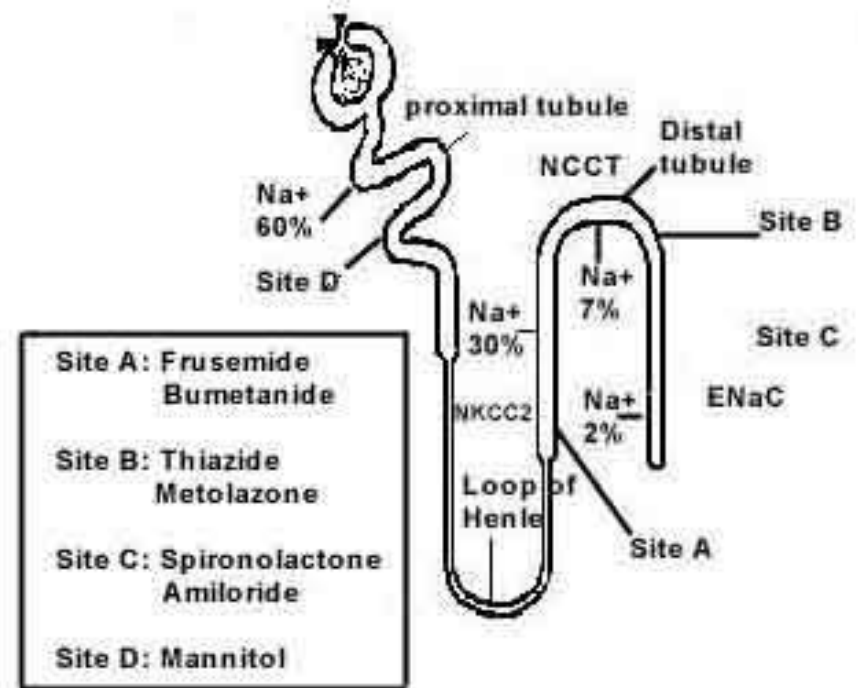 proximal tubule
Distal
tubule
NCCT
Na+
60%
Site B
Site D
Na+
7%
Na+
30%
Site C
Site A: Frusemide
Bumetanide
ENaC
NKCC2
Na+
2%
Site B: Thiazide
Metolazone
Loop of
Henle
Site A
Site C: Spironolactone
Amiloride
Site D: Mannitol